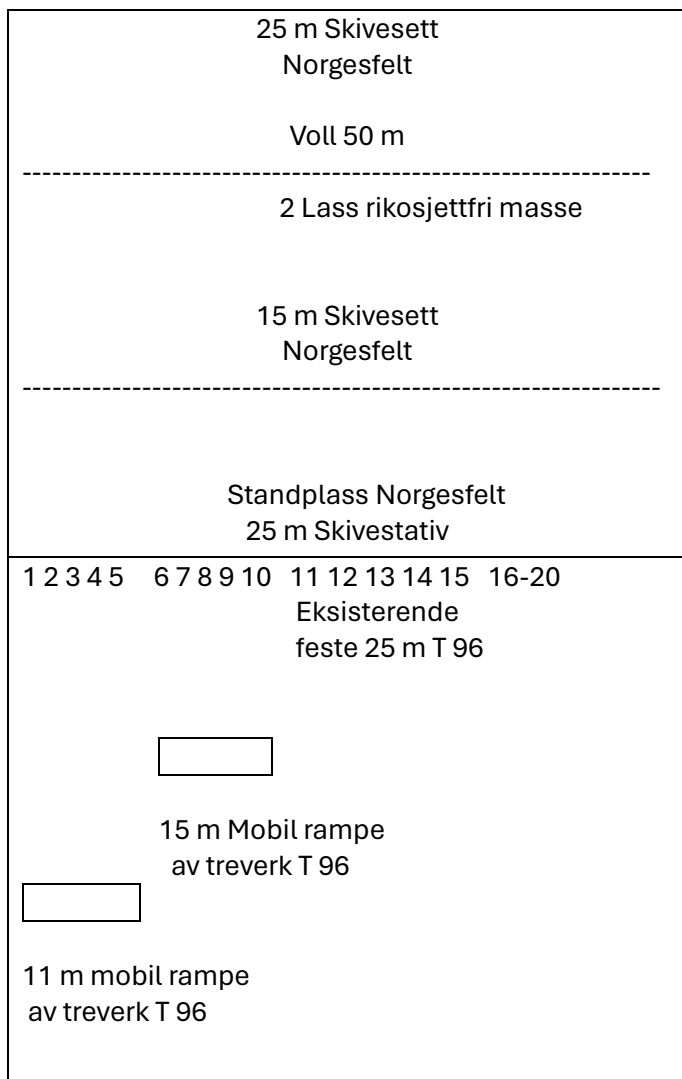 25 m Skivesett
Norgesfelt
Voll 50 m
----------------------------------------------------------------
2 Lass rikosjettfri masse
15 m Skivesett
Norgesfelt
-----------------------------------------------------------------
Standplass Norgesfelt
25 m Skivestativ
1 2 3 4 5 6 7 8 9 10 11 12 13 14 15 16-20
Eksisterende
feste 25 m T 96
15 m Mobil rampe
av treverk T 96
11 m mobil rampe
av treverk T 96